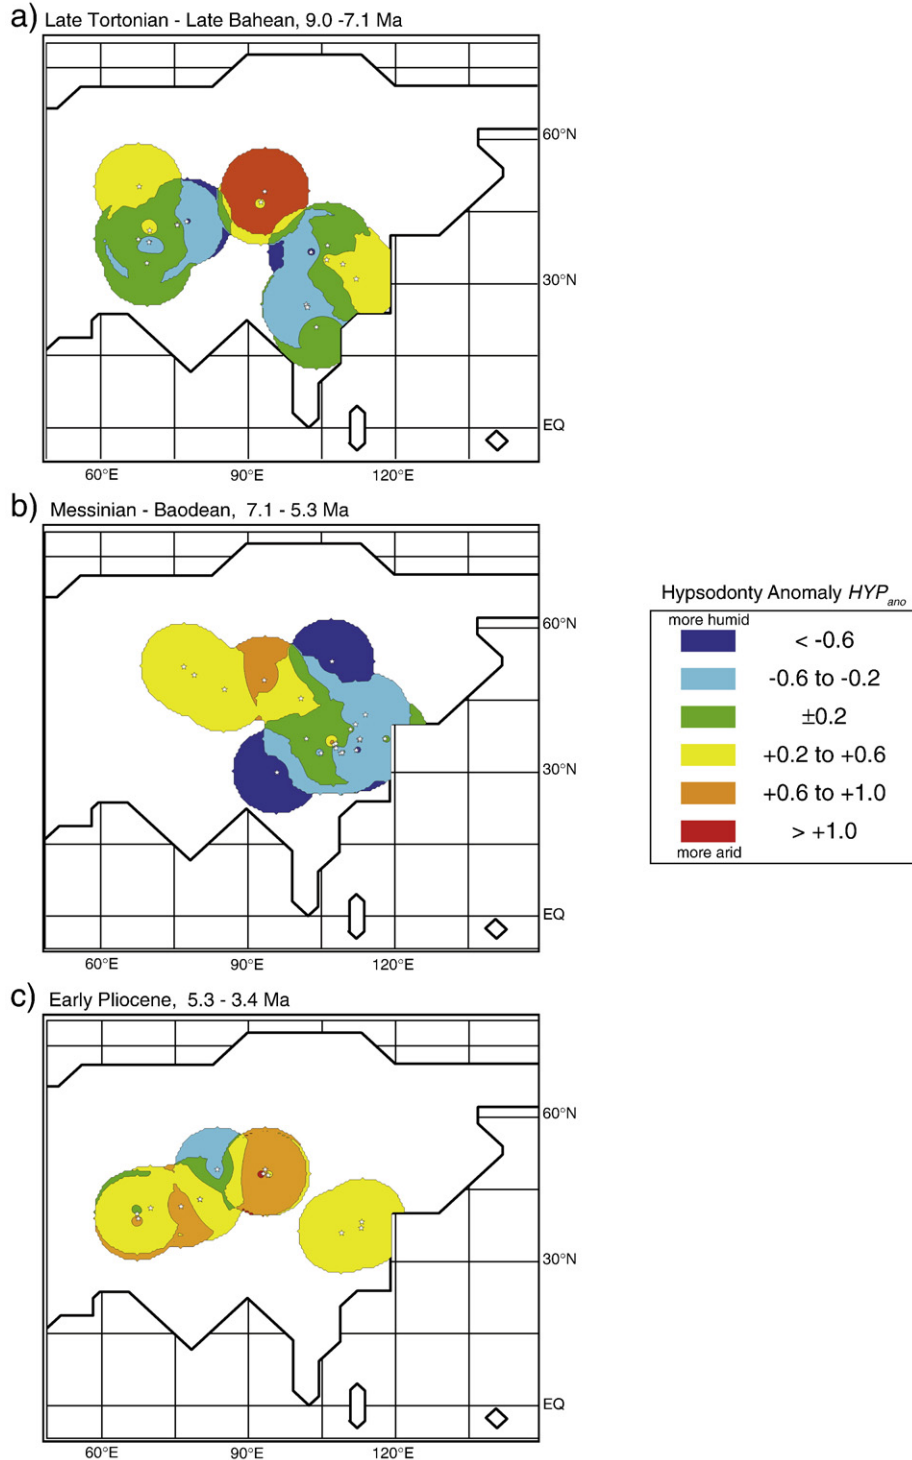 a) Late Tortonian - Late Bahean, 9.0 -7.1 Ma
60°N
30°N
EQ
60°E 90°E 120°E
b) Messinian - Baodean, 7.1 - 5.3 Ma
60°N
30°N
EQ
60°E 90°E 120°E
Hypsodonty Anomaly HYPano
more humid
< -0.6
-0.6 to -0.2
±0.2
+0.2 to +0.6
+0.6 to +1.0
> +1.0
more arid
c) Early Pliocene, 5.3 - 3.4 Ma
60°N
30°N
EQ
60°E 90°E 120°E